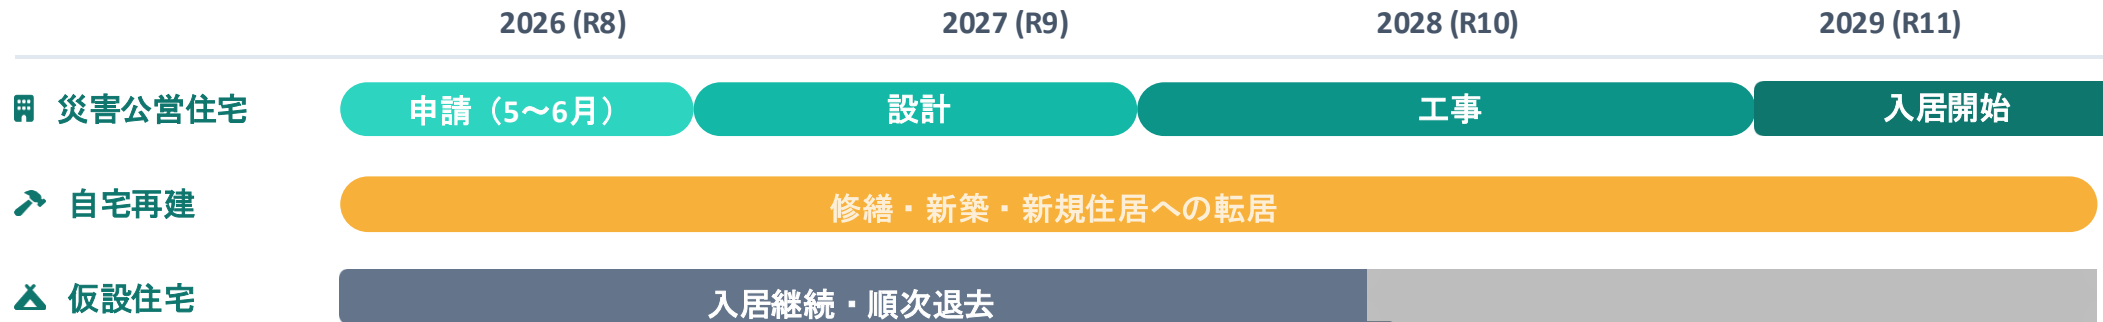 2026 (R8) 2027 (R9) 2028 (R10) 2029 (R11)
災害公営住宅 申請（5～6月） 設計 工事 入居開始
自宅再建 修繕・新築・新規住居への転居
仮設住宅 入居継続・順次退去